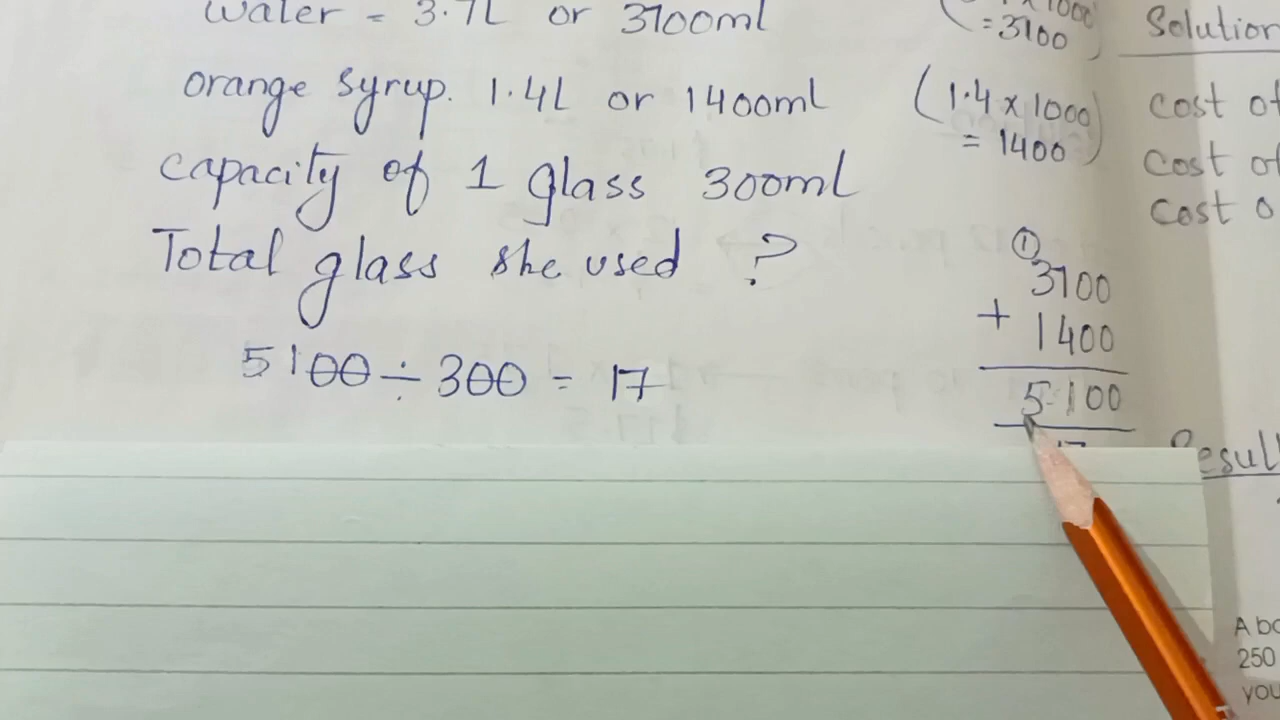 Water = 3.7L or 3700ml
orange syrup. 1.4L or 1400ml
capacity of 1 glass 300ml
Total glass she used ?
5100 ÷ 300 = 17
x1000
= 3700)
(1.4 x 1000
= 1400)
1
3700
+ 1400
5100
17
Solution
cost of
cost of
cost o
Resul
A bo
250
you